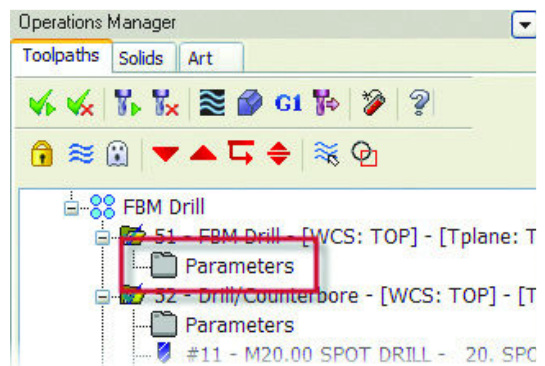 Operations Manager
Toolpaths Solids Art
G1
FBM Drill
51 - FBM Drill - [WCS: TOP] - [Tplane: T
Parameters
52 - Drill/Counterbore - [WCS: TOP] - [T
Parameters
#11 - M20.00 SPOT DRILL - 20. SPO